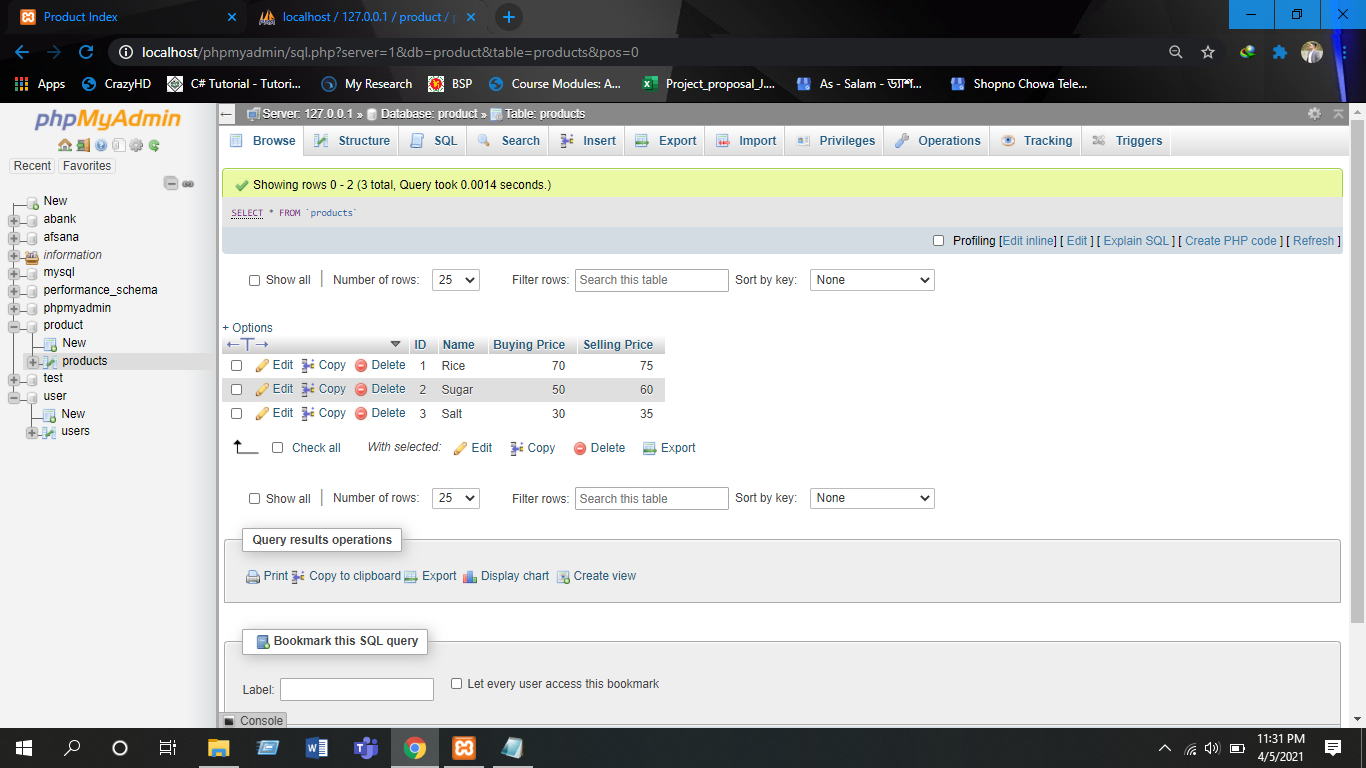 Product Index
localhost / 127.0.0.1 / product / p
localhost/phpmyadmin/sql.php?server=1&db=product&table=products&pos=0
Apps CrazyHD C# Tutorial - Tutori... My Research BSP Course Modules: A... Project_proposal_J.... As - Salam - আশ... Shopno Chowa Tele...
phpMyAdmin
Recent Favorites
New
abank
afsana
information
mysql
performance_schema
phpmyadmin
product
New
products
test
user
New
users
Server: 127.0.0.1 » Database: product » Table: products
Browse Structure SQL Search Insert Export Import Privileges Operations Tracking Triggers
Showing rows 0 - 2 (3 total, Query took 0.0014 seconds.)
SELECT * FROM `products`
Profiling [Edit inline] [ Edit ] [ Explain SQL ] [ Create PHP code ] [ Refresh ]
Show all Number of rows: 25 Filter rows: Search this table Sort by key: None
+ Options
←T→ ID Name Buying Price Selling Price
Edit Copy Delete 1 Rice 70 75
Edit Copy Delete 2 Sugar 50 60
Edit Copy Delete 3 Salt 30 35
Check all With selected: Edit Copy Delete Export
Show all Number of rows: 25 Filter rows: Search this table Sort by key: None
Query results operations
Print Copy to clipboard Export Display chart Create view
Bookmark this SQL query
Label: Let every user access this bookmark
Console
11:31 PM
4/5/2021